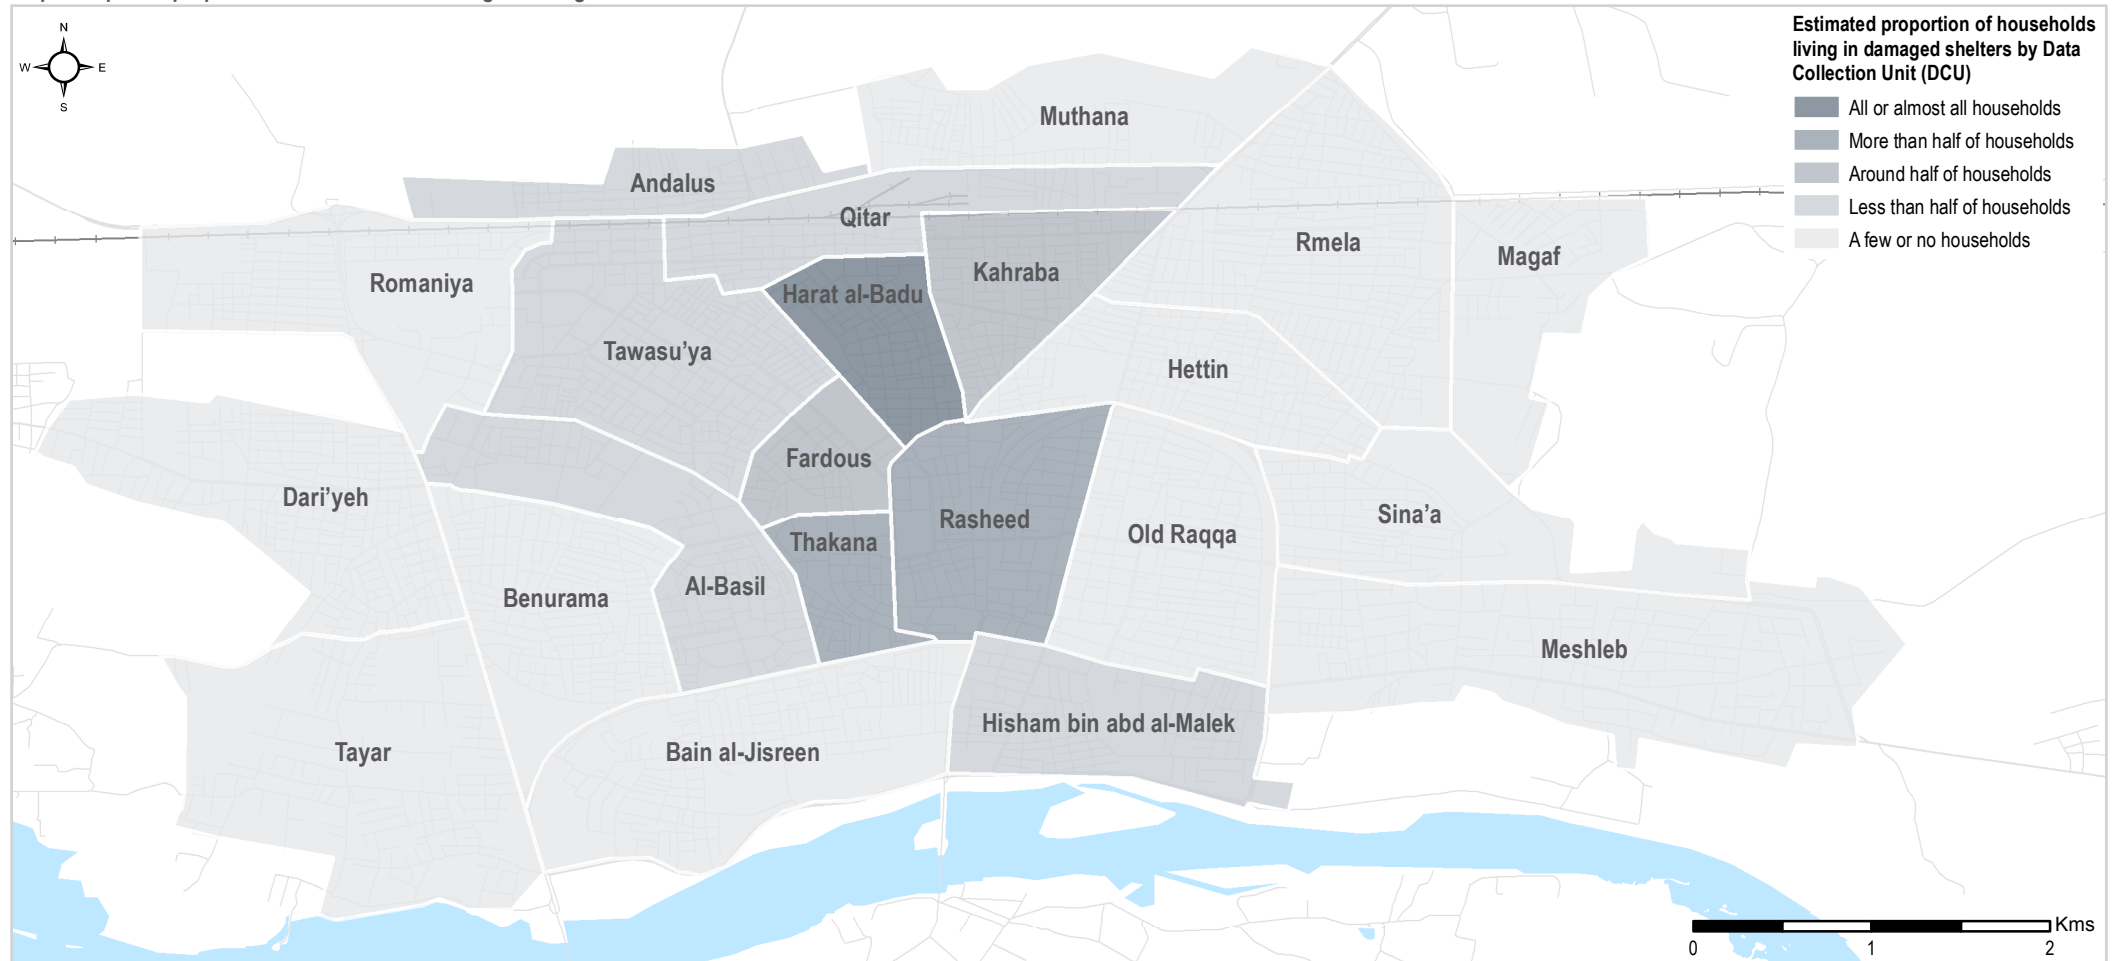 Estimated proportion of households
living in damaged shelters by Data
Collection Unit (DCU)
All or almost all households
More than half of households
Around half of households
Less than half of households
A few or no households
N
W
E
S
Muthana
Andalus
Qitar
Rmela
Magaf
Kahraba
Romaniya
Harat al-Badu
Tawasu'ya
Hettin
Fardous
Dari'yeh
Rasheed
Sina'a
Old Raqqa
Thakana
Al-Basil
Benurama
Meshleb
Hisham bin abd al-Malek
Tayar
Bain al-Jisreen
Kms
0 1 2